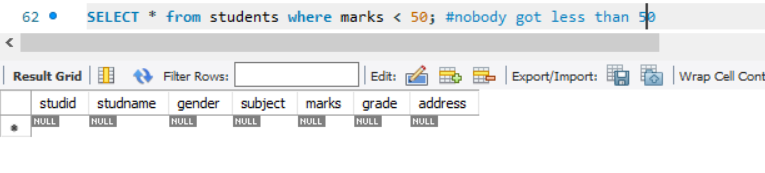 62 SELECT * from students where marks < 50; #nobody got less than 50
Result Grid Filter Rows: Edit: Export/Import: Wrap Cell Cont
studid studname gender subject marks grade address
NULL NULL NULL NULL NULL NULL NULL